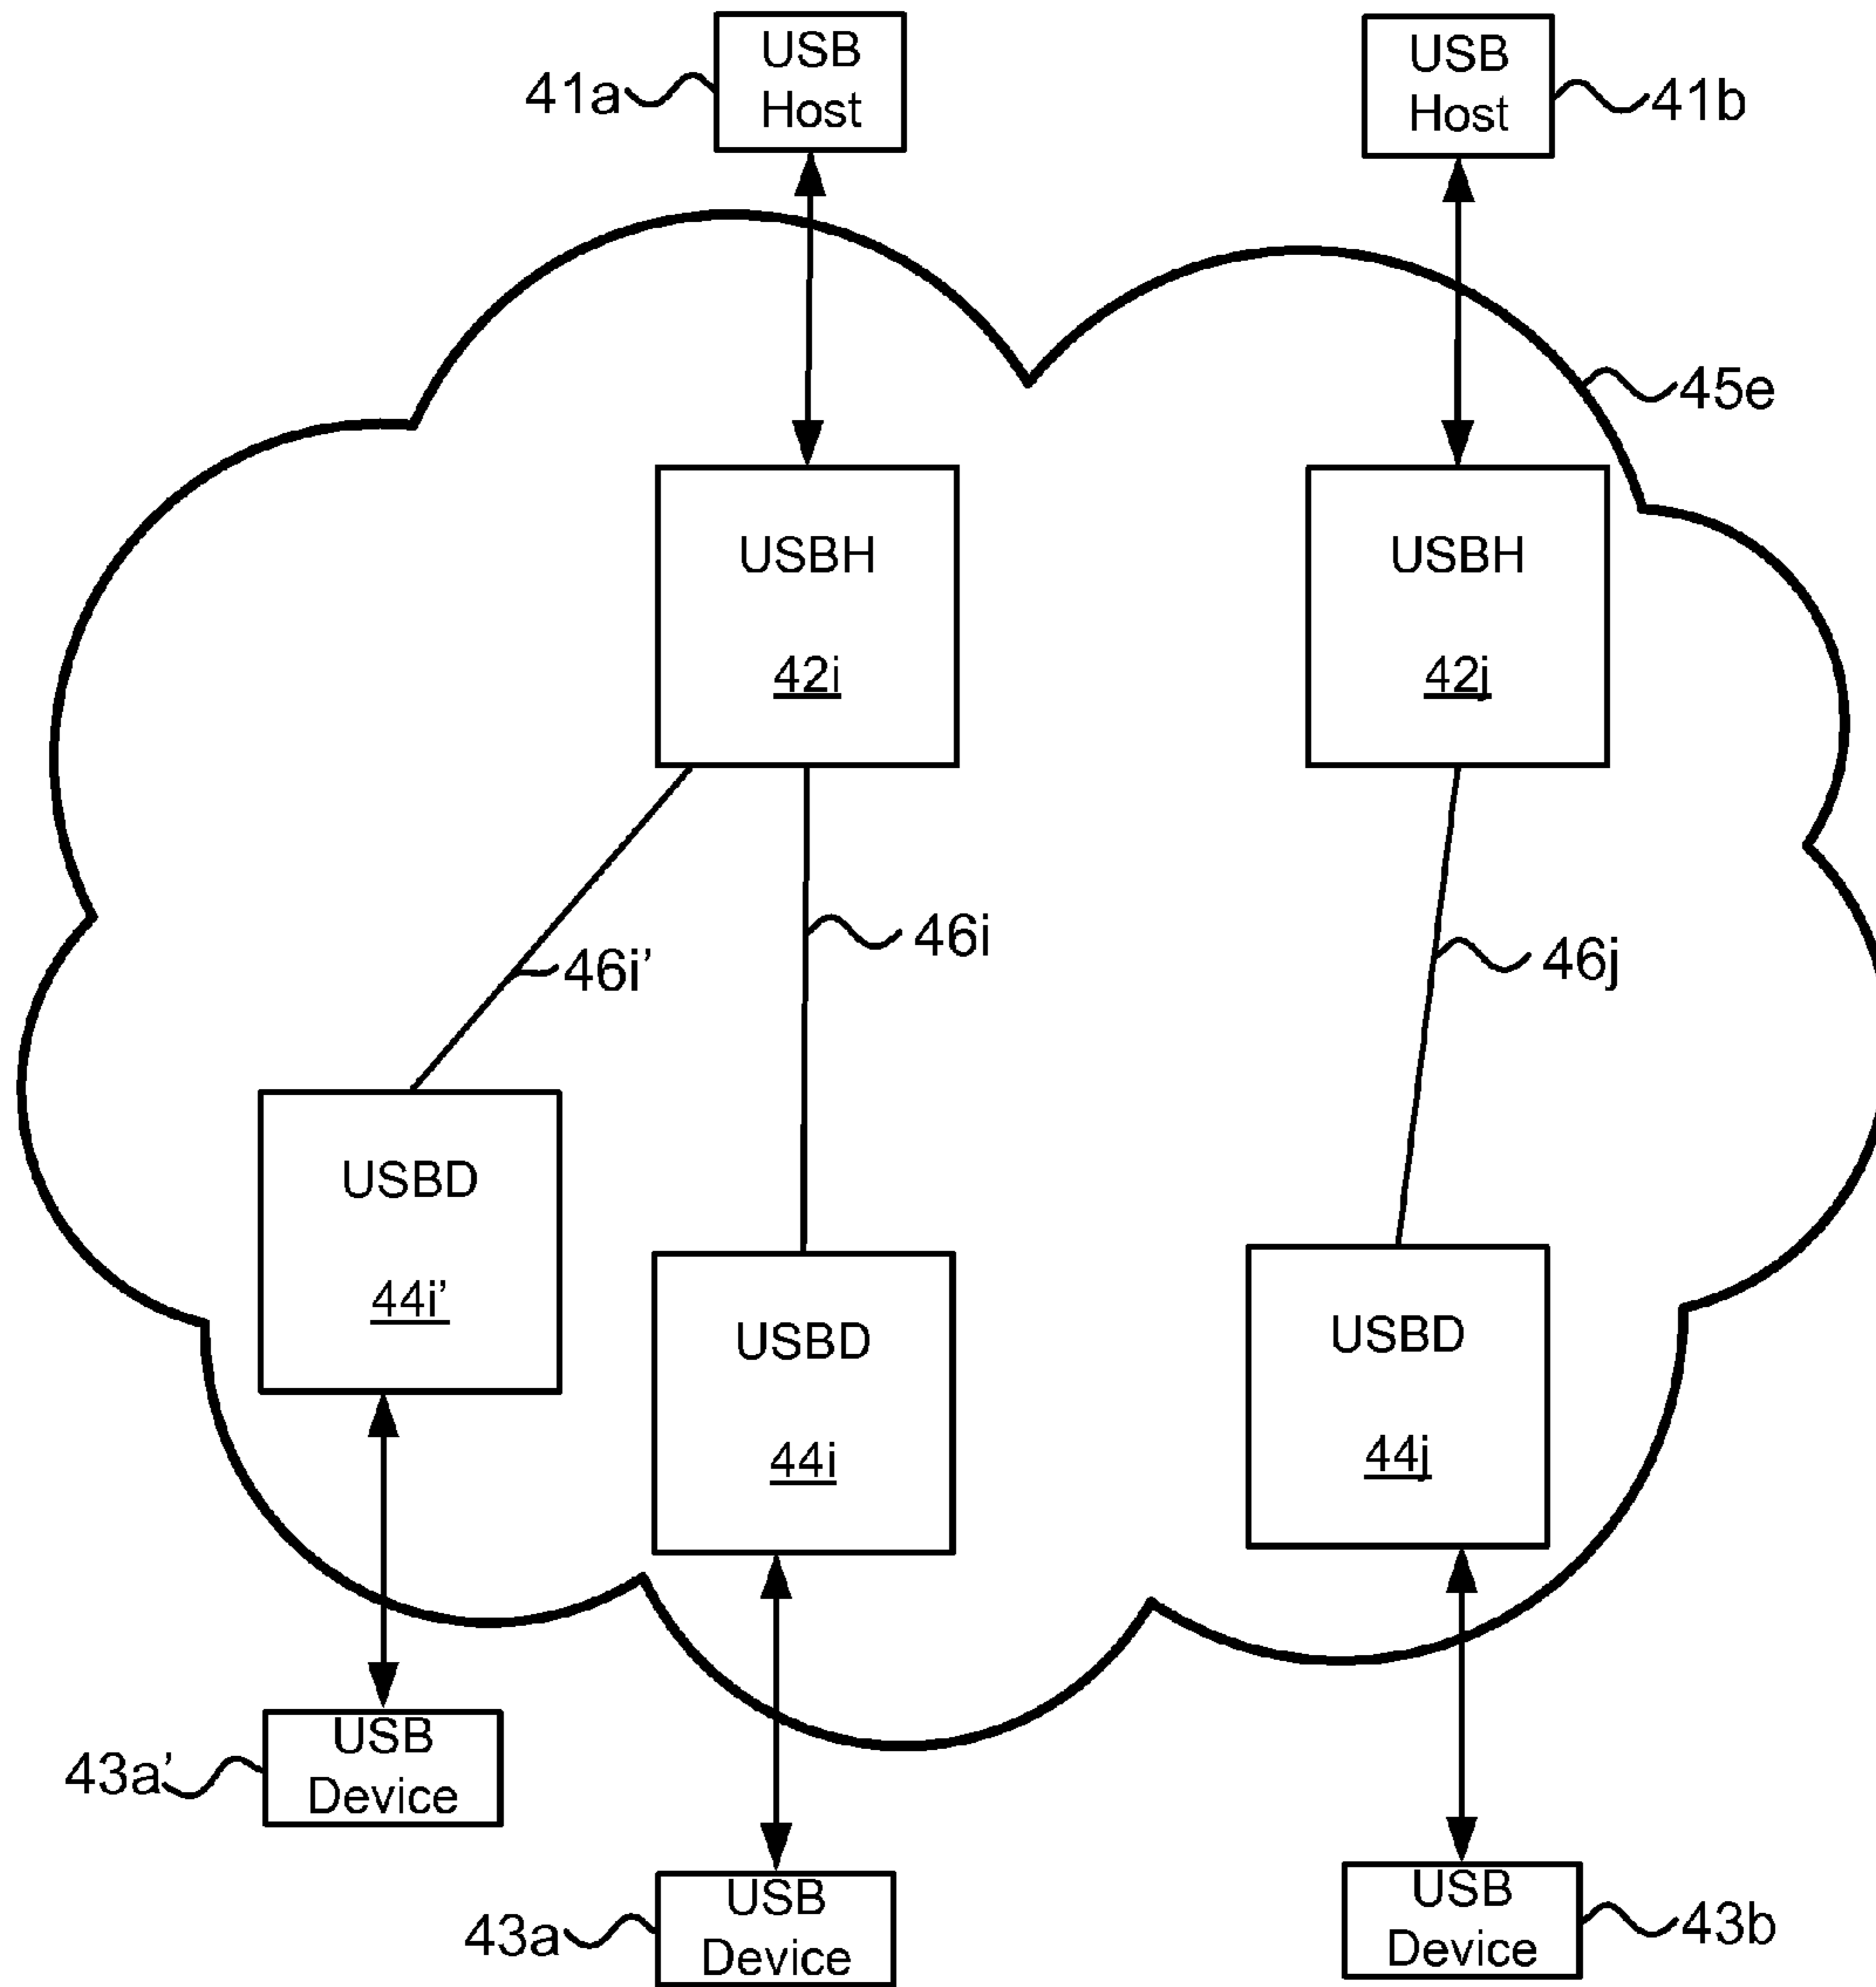 USB
Host
41a
USB
Host
41b
45e
USBH
42i
USBH
42j
46i
46i’
46j
USBD
44i’
USBD
44i
USBD
44j
USB
Device
43a’
USB
Device
43a
USB
Device
43b